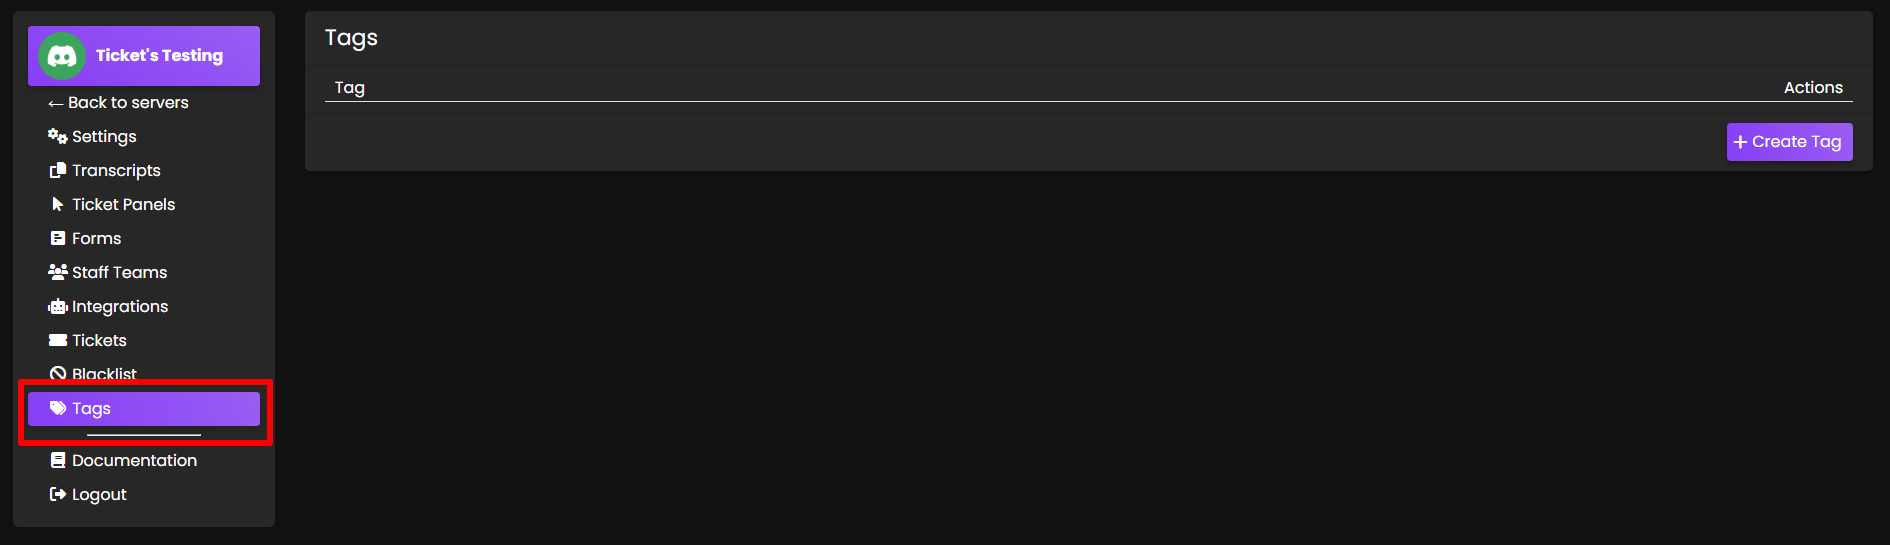 Ticket's Testing
← Back to servers
Settings
Transcripts
Ticket Panels
Forms
Staff Teams
Integrations
Tickets
Blacklist
Tags
Documentation
Logout
Tags
Tag Actions
+ Create Tag